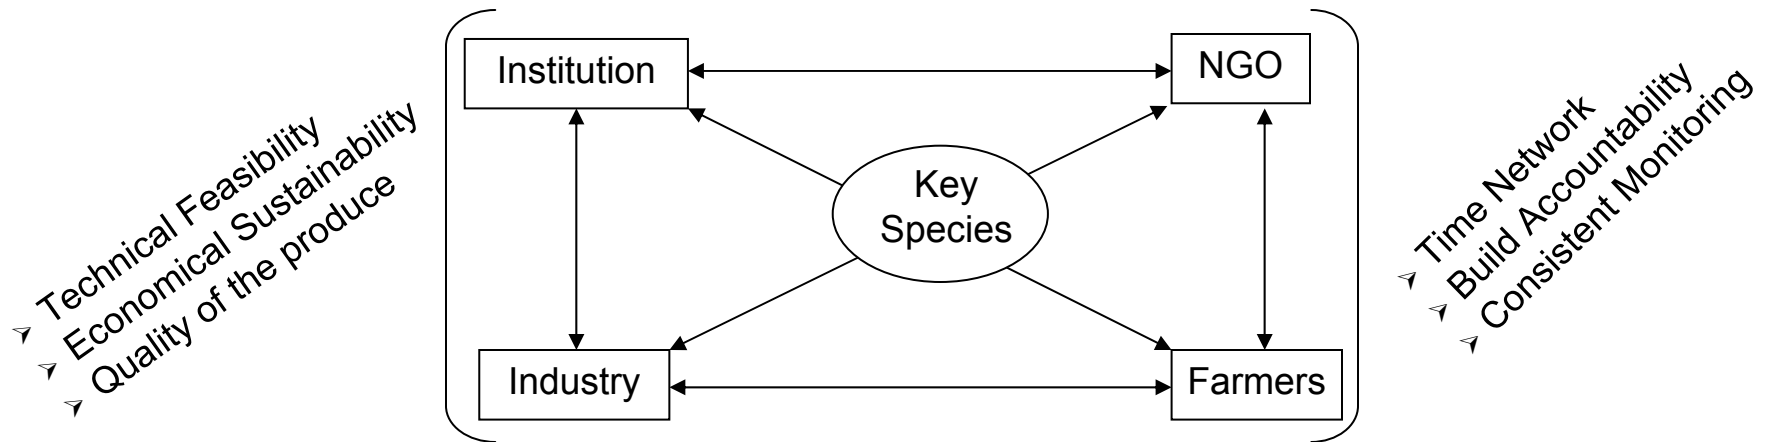 Technical Feasibility
Economical Sustainability
Quality of the produce
Institution
NGO
Key
Species
Industry
Farmers
Time Network
Build Accountability
Consistent Monitoring